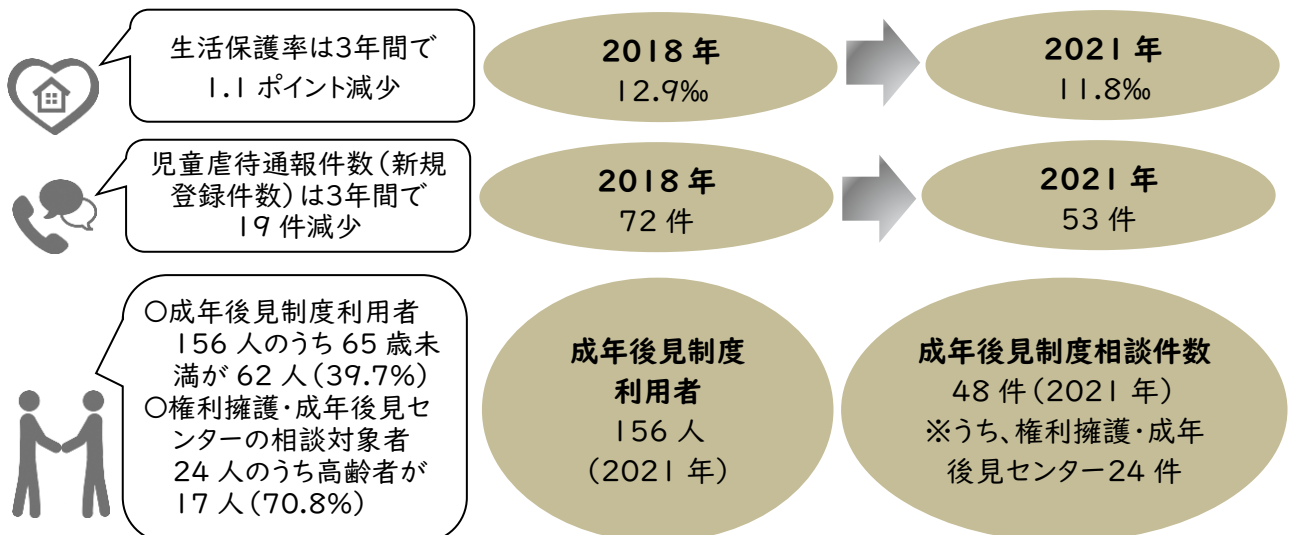 生活保護率は3年間で
1.1 ポイント減少
2018 年
12.9‰
2021 年
11.8‰
児童虐待通報件数（新規
登録件数）は3年間で
19 件減少
2018 年
72 件
2021 年
53 件
○成年後見制度利用者
156 人のうち 65 歳未
満が 62 人（39.7%）
○権利擁護・成年後見セ
ンターの相談対象者
24 人のうち高齢者が
17 人（70.8%）
成年後見制度
利用者
156 人
（2021 年）
成年後見制度相談件数
48 件（2021 年）
※うち、権利擁護・成年
後見センター24 件